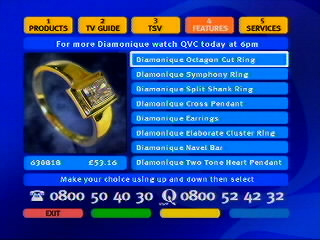 1 PRODUCTS
2 TV GUIDE
3 TSV
4 FEATURES
5 SERVICES
For more Diamonique watch QVC today at 6pm
Diamonique Octagon Cut Ring
Diamonique Symphony Ring
Diamonique Split Shank Ring
Diamonique Cross Pendant
Diamonique Earrings
Diamonique Elaborate Cluster Ring
Diamonique Navel Bar
630818 £53.16 Diamonique Two Tone Heart Pendant
Make your choice using up and down then select
0800 50 40 30 Q 0800 52 42 32
EXIT